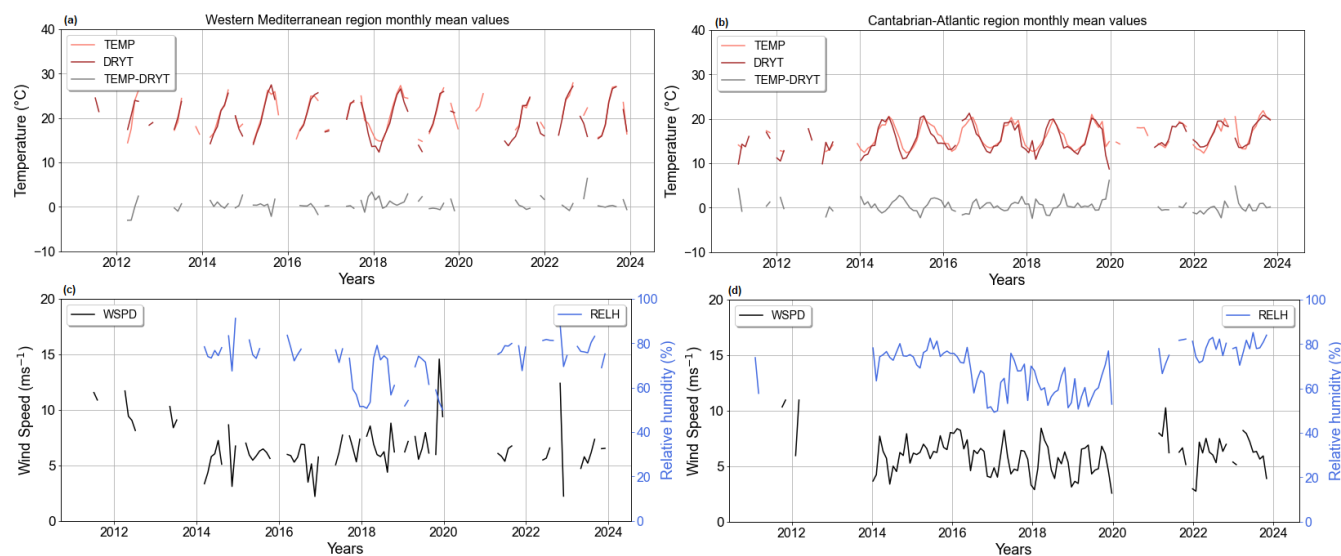 (a)
Western Mediterranean region monthly mean values
TEMP
DRYT
TEMP-DRYT
40
30
20
10
0
−10
Temperature (°C)
2012
2014
2016
2018
2020
2022
2024
Years
(b)
Cantabrian-Atlantic region monthly mean values
TEMP
DRYT
TEMP-DRYT
40
30
20
10
0
−10
Temperature (°C)
2012
2014
2016
2018
2020
2022
2024
Years
(c)
WSPD
RELH
20
15
10
5
0
Wind Speed (ms⁻¹)
100
80
60
40
20
0
Relative humidity (%)
2012
2014
2016
2018
2020
2022
2024
Years
(d)
WSPD
RELH
20
15
10
5
0
Wind Speed (ms⁻¹)
100
80
60
40
20
0
Relative humidity (%)
2012
2014
2016
2018
2020
2022
2024
Years